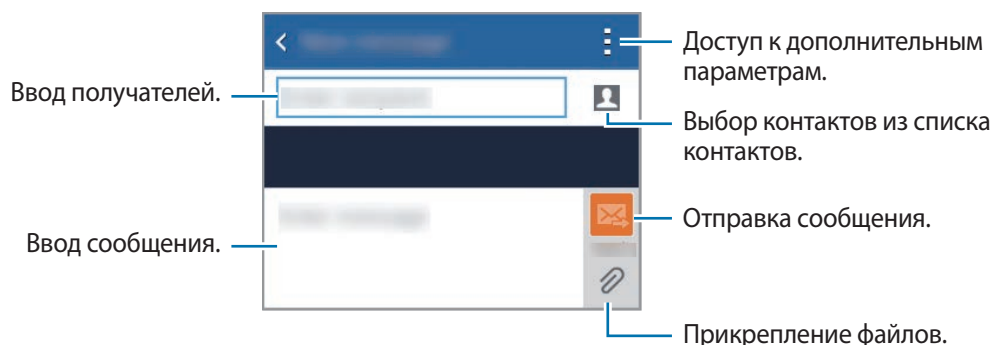 Доступ к дополнительным
параметрам.
Ввод получателей.
Выбор контактов из списка
контактов.
Отправка сообщения.
Ввод сообщения.
Прикрепление файлов.